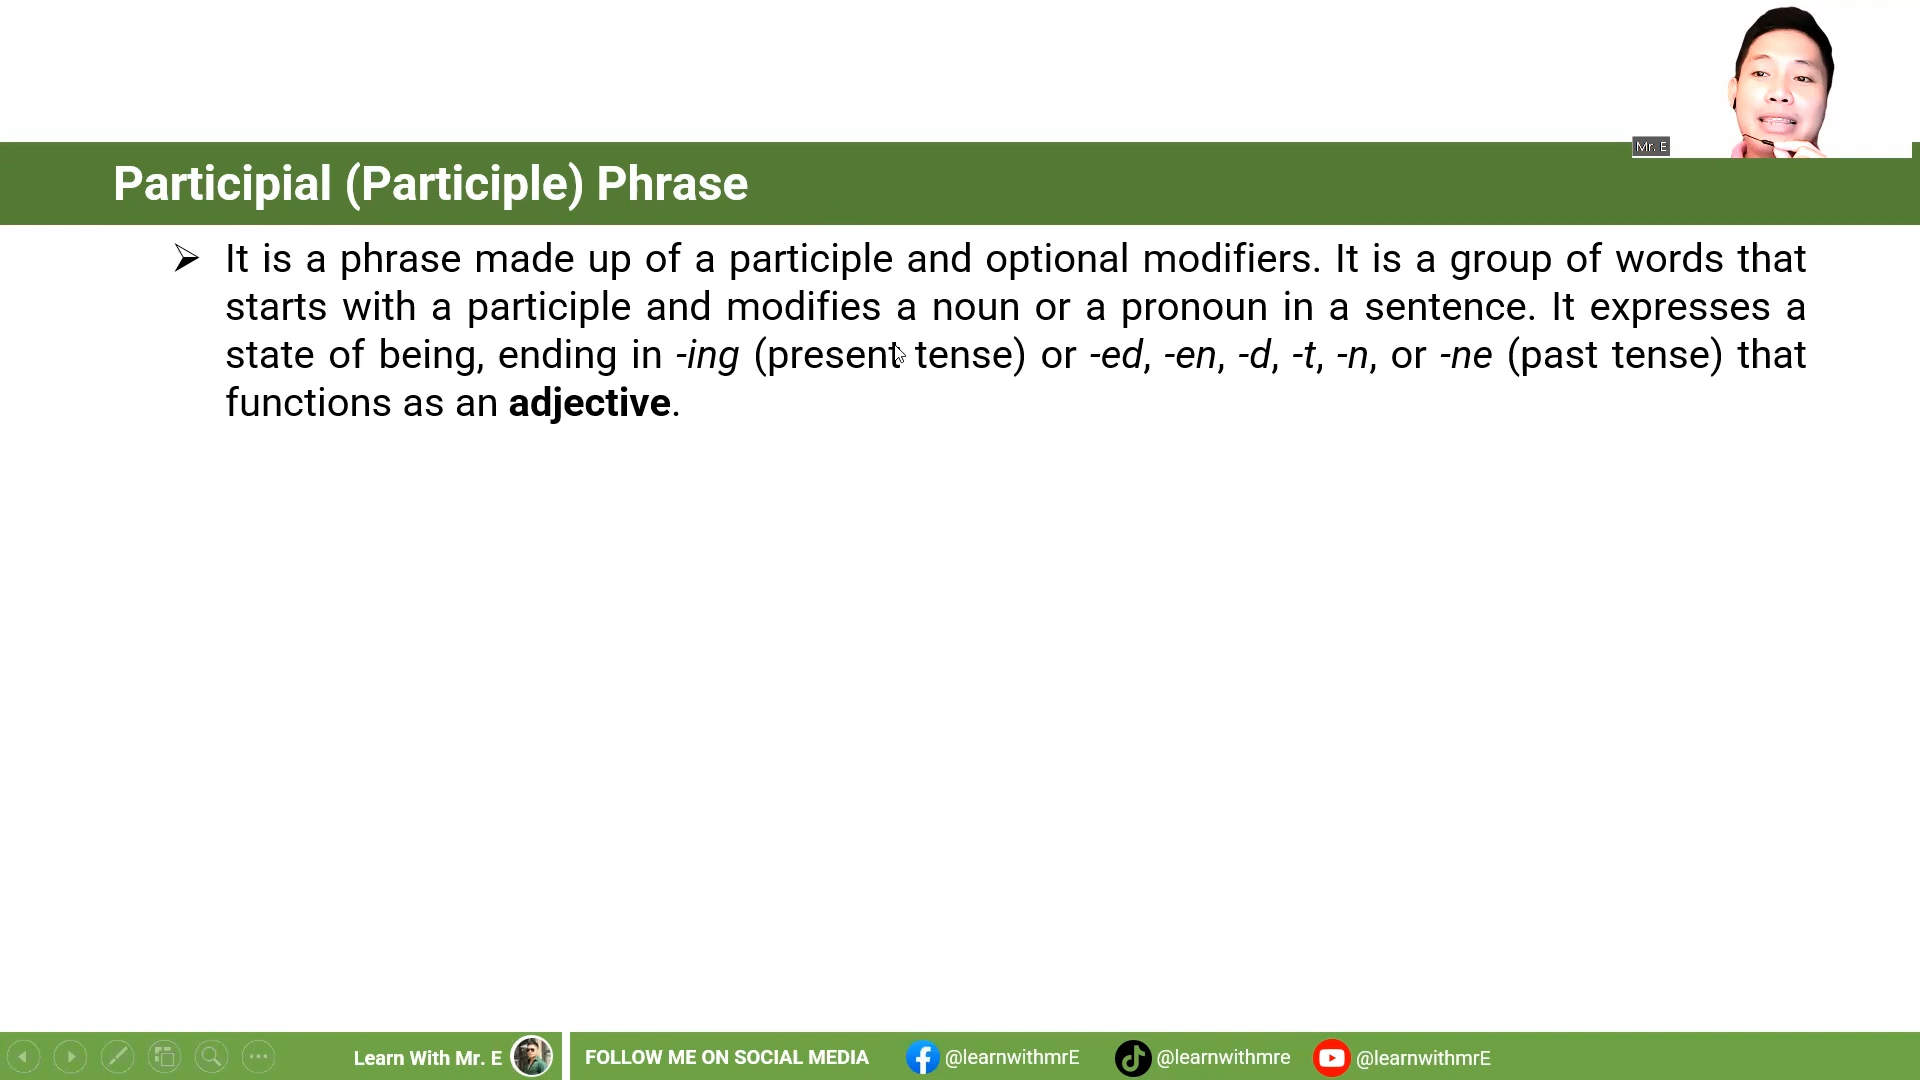 Mr. E
Participial (Participle) Phrase
It is a phrase made up of a participle and optional modifiers. It is a group of words that
starts with a participle and modifies a noun or a pronoun in a sentence. It expresses a
state of being, ending in -ing (present tense) or -ed, -en, -d, -t, -n, or -ne (past tense) that
functions as an adjective.
Learn With Mr. E
FOLLOW ME ON SOCIAL MEDIA
@learnwithmrE
@learnwithmre
@learnwithmrE